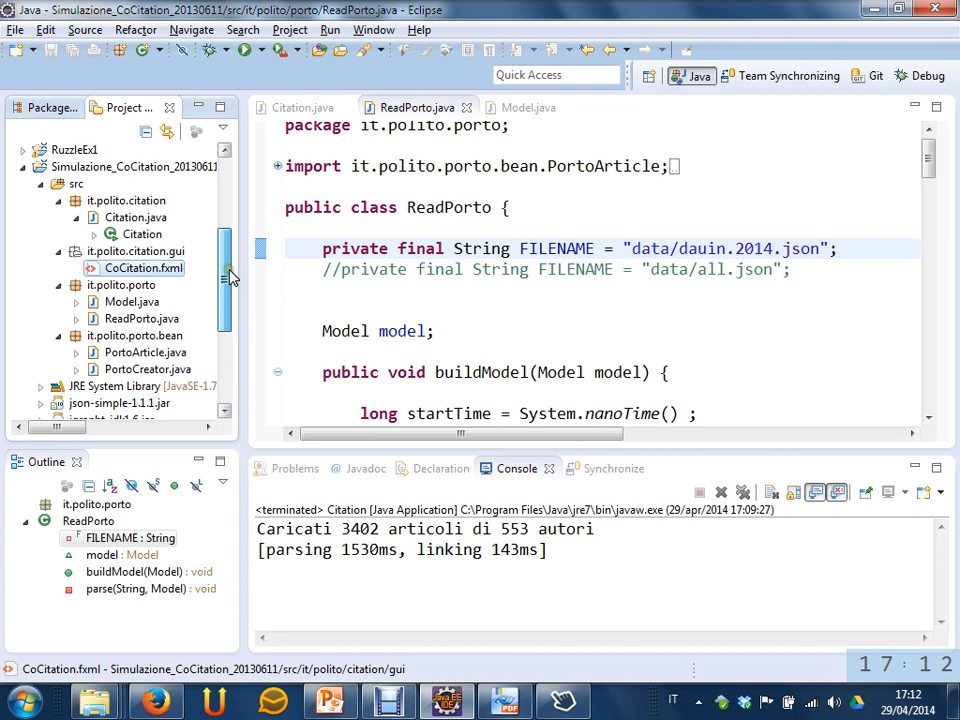 Java - Simulazione_CoCitation_20130611/src/it/polito/porto/ReadPorto.java - Eclipse
File Edit Source Refactor Navigate Search Project Run Window Help
Quick Access
Java Team Synchronizing Git Debug
Package... Project ...
RuzzleEx1
Simulazione_CoCitation_20130611
src
it.polito.citation
Citation.java
Citation
it.polito.citation.gui
CoCitation.fxml
it.polito.porto
Model.java
ReadPorto.java
it.polito.porto.bean
PortoArticle.java
PortoCreator.java
JRE System Library [JavaSE-1.7
json-simple-1.1.1.jar
Citation.java ReadPorto.java Model.java
package it.polito.porto;
import it.polito.porto.bean.PortoArticle;
public class ReadPorto {
private final String FILENAME = "data/dauin.2014.json";
//private final String FILENAME = "data/all.json";
Model model;
public void buildModel(Model model) {
long startTime = System.nanoTime() ;
Outline
it.polito.porto
ReadPorto
FILENAME : String
model : Model
buildModel(Model) : void
parse(String, Model) : void
Problems Javadoc Declaration Console Synchronize
<terminated> Citation [Java Application] C:\Program Files\Java\jre7\bin\javaw.exe (29/apr/2014 17:09:27)
Caricati 3402 articoli di 553 autori
[parsing 1530ms, linking 143ms]
CoCitation.fxml - Simulazione_CoCitation_20130611/src/it/polito/citation/gui
17:12
IT
17:12
29/04/2014